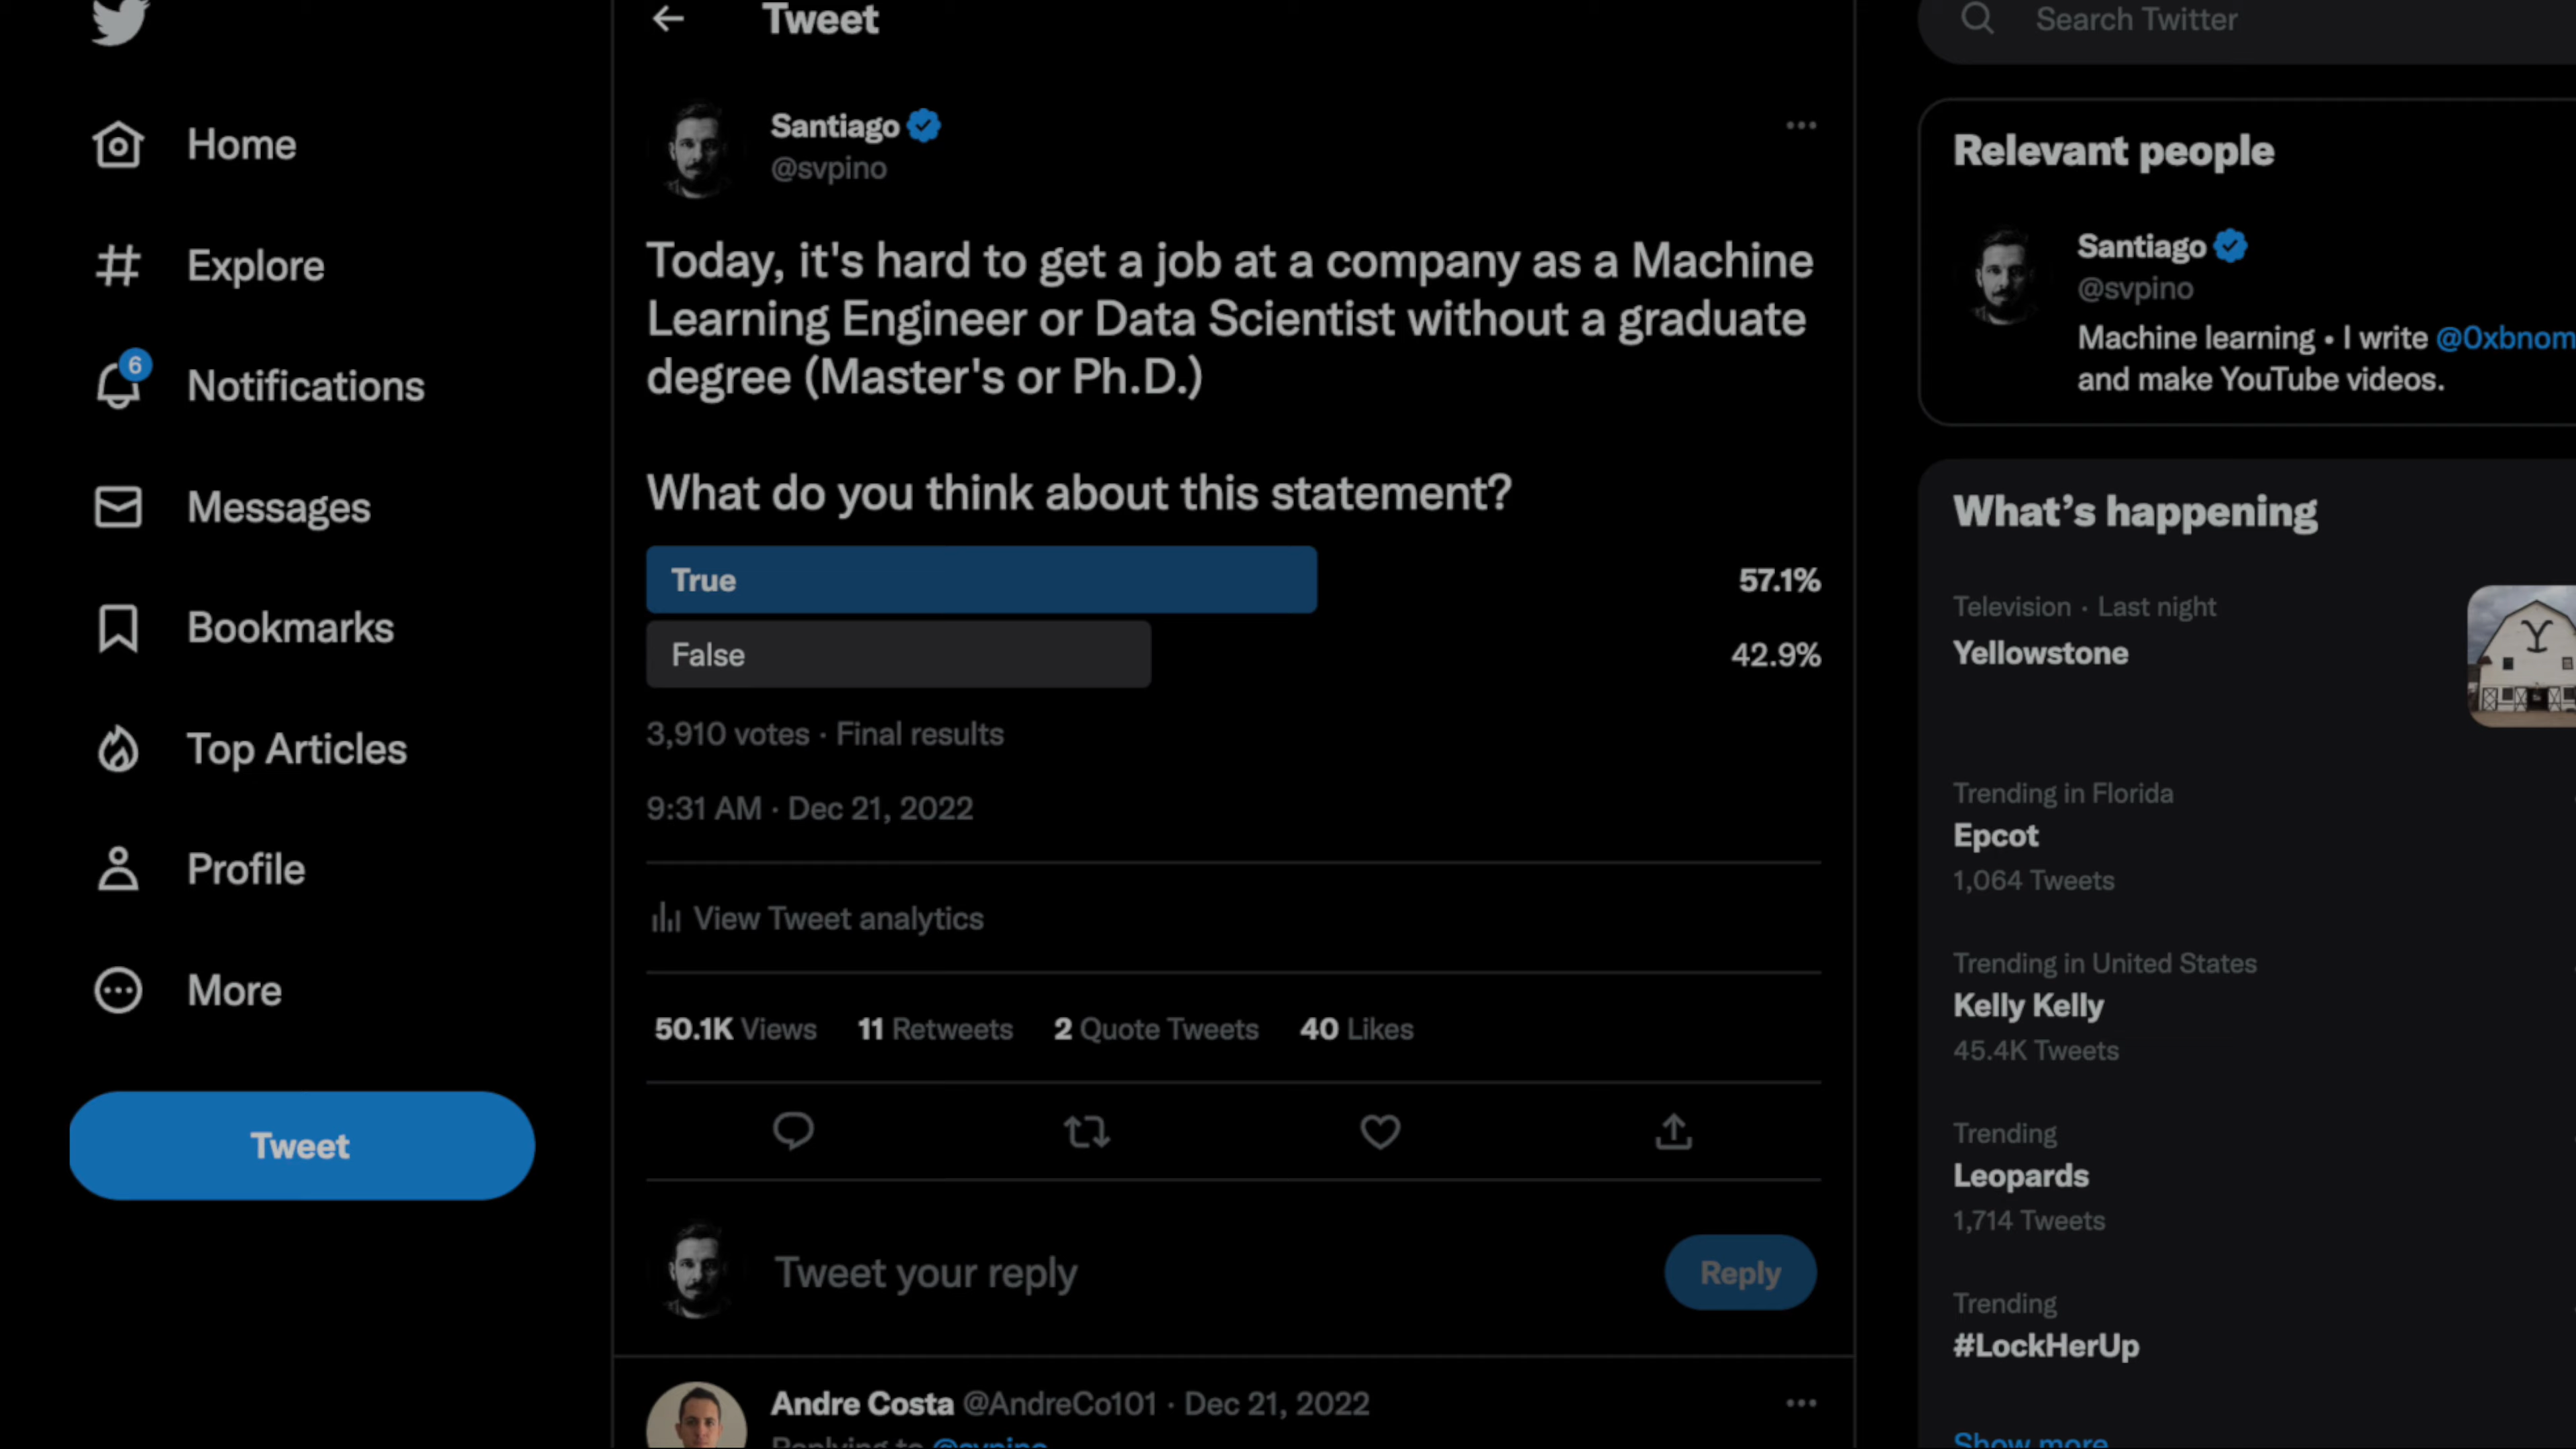 Home
Explore
6
Notifications
Messages
Bookmarks
Top Articles
Profile
More
Tweet
Tweet
Santiago
@svpino
Today, it's hard to get a job at a company as a Machine
Learning Engineer or Data Scientist without a graduate
degree (Master's or Ph.D.)
What do you think about this statement?
True 57.1%
False 42.9%
3,910 votes · Final results
9:31 AM · Dec 21, 2022
View Tweet analytics
50.1K Views 11 Retweets 2 Quote Tweets 40 Likes
Tweet your reply
Reply
Andre Costa @AndreCo101 · Dec 21, 2022
Replying to @svpino
Search Twitter
Relevant people
Santiago
@svpino
Machine learning • I write @0xbnom
and make YouTube videos.
What's happening
Television · Last night
Yellowstone
Trending in Florida
Epcot
1,064 Tweets
Trending in United States
Kelly Kelly
45.4K Tweets
Trending
Leopards
1,714 Tweets
Trending
#LockHerUp
Show more